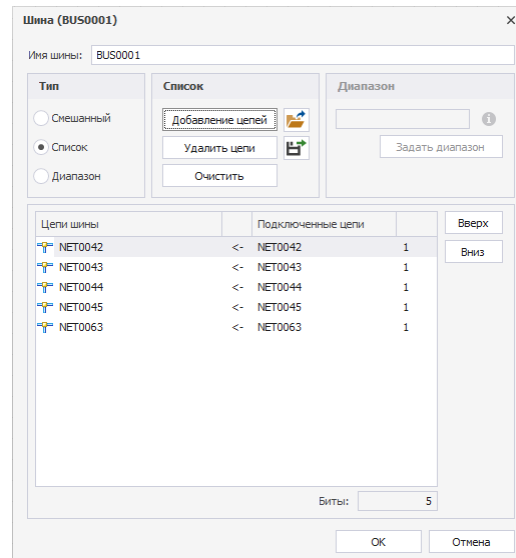 Шина (BUS0001)
Имя шины: BUS0001
Тип Список Диапазон
Смешанный Добавление цепей
Список Удалить цепи Задать диапазон
Диапазон Очистить
Цепи шины Подключенные цепи Вверх
NET0042 <- NET0042 1 Вниз
NET0043 <- NET0043 1
NET0044 <- NET0044 1
NET0045 <- NET0045 1
NET0063 <- NET0063 1
Биты: 5
OK Отмена